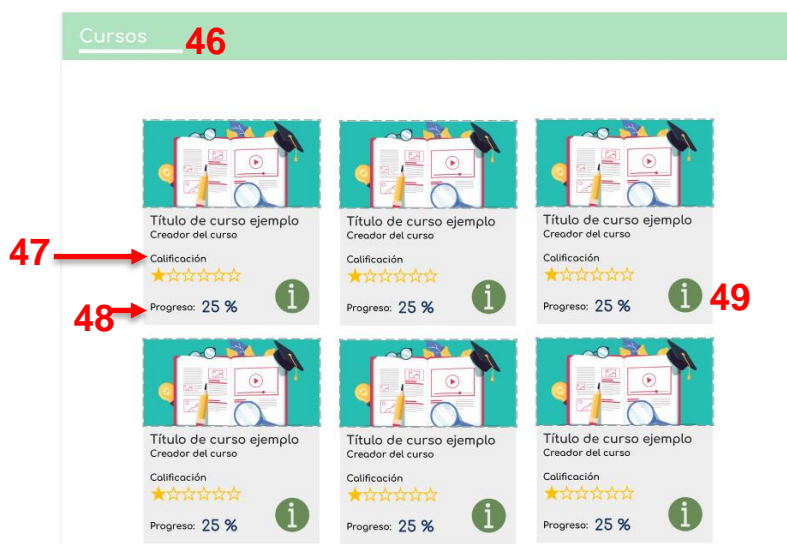 Cursos 46
Título de curso ejemplo Título de curso ejemplo Título de curso ejemplo
Creador del curso Creador del curso Creador del curso
47 Calificación Calificación Calificación
48 Progreso: 25 % Progreso: 25 % Progreso: 25 % 49
Título de curso ejemplo Título de curso ejemplo Título de curso ejemplo
Creador del curso Creador del curso Creador del curso
Calificación Calificación Calificación
Progreso: 25 % Progreso: 25 % Progreso: 25 %